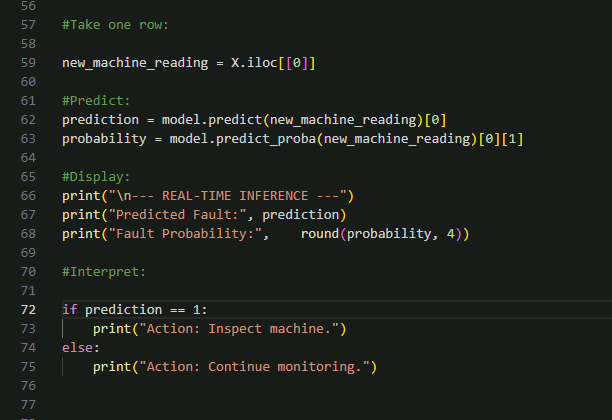 56
57 #Take one row:
58
59 new_machine_reading = X.iloc[[0]]
60
61 #Predict:
62 prediction = model.predict(new_machine_reading)[0]
63 probability = model.predict_proba(new_machine_reading)[0][1]
64
65 #Display:
66 print("\n--- REAL-TIME INFERENCE ---")
67 print("Predicted Fault:", prediction)
68 print("Fault Probability:",    round(probability, 4))
69
70 #Interpret:
71
72 if prediction == 1:
73     print("Action: Inspect machine.")
74 else:
75     print("Action: Continue monitoring.")
76
77